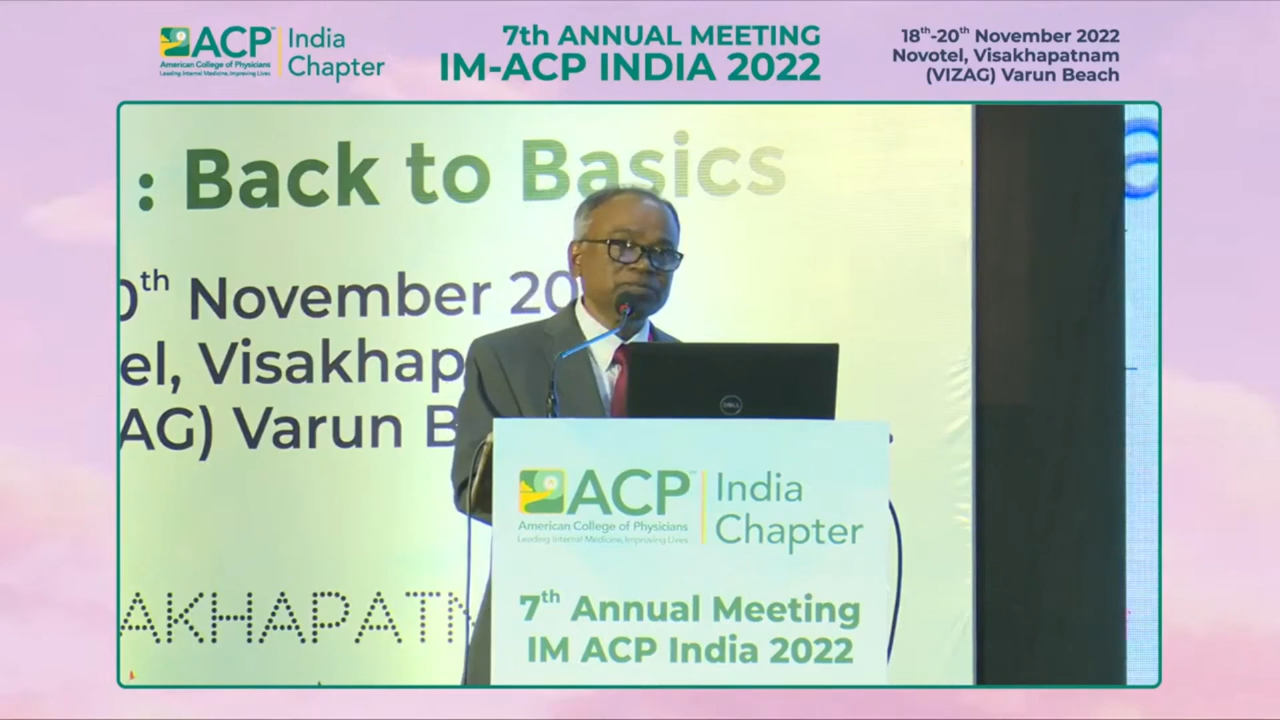 ACP
American College of Physicians
Leading Internal Medicine, Improving Lives
India
Chapter
7th ANNUAL MEETING
IM-ACP INDIA 2022
18th-20th November 2022
Novotel, Visakhapatnam
(VIZAG) Varun Beach
: Back to Basics
0th November 20
el, Visakhap
AG) Varun B
AKHAPATN
DELL
ACP
American College of Physicians
Leading Internal Medicine, Improving Lives
India
Chapter
7th Annual Meeting
IM ACP India 2022